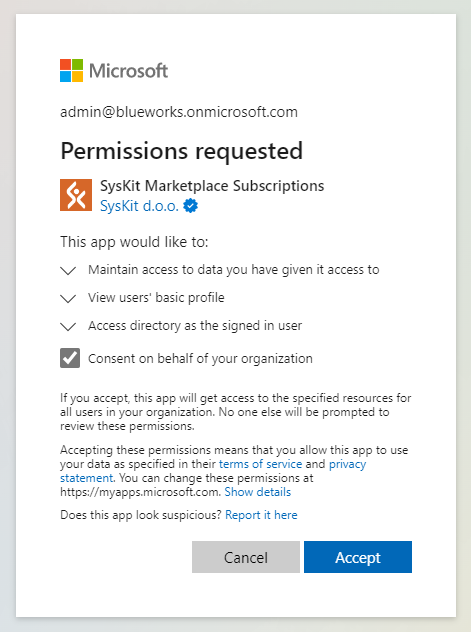 Microsoft
admin@blueworks.onmicrosoft.com
Permissions requested
SysKit Marketplace Subscriptions
SysKit d.o.o.
This app would like to:
Maintain access to data you have given it access to
View users' basic profile
Access directory as the signed in user
Consent on behalf of your organization
If you accept, this app will get access to the specified resources for
all users in your organization. No one else will be prompted to
review these permissions.
Accepting these permissions means that you allow this app to use
your data as specified in their terms of service and privacy
statement. You can change these permissions at
https://myapps.microsoft.com. Show details
Does this app look suspicious? Report it here
Cancel Accept